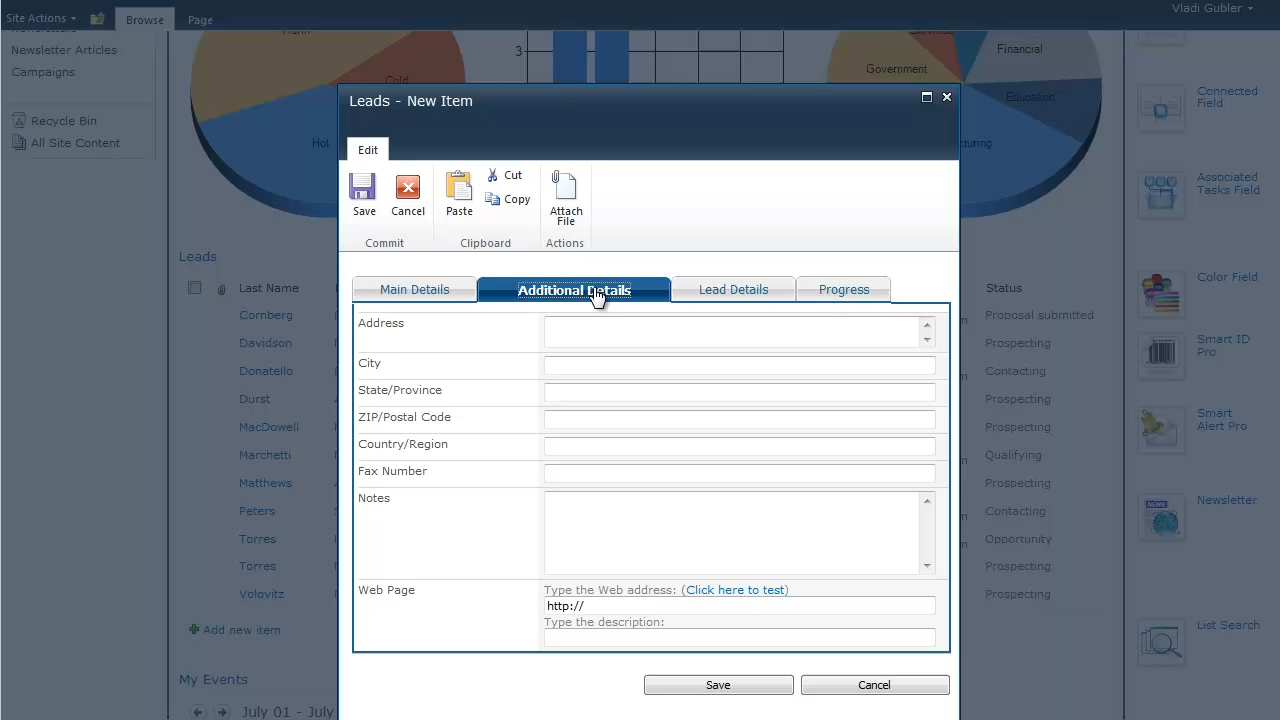 Site Actions
Browse
Page
Vladi Gubler
Newsletter Articles
Campaigns
Recycle Bin
All Site Content
Warm
Cold
Hot
3
Services
Financial
Government
Education
Connected
Field
Associated
Tasks Field
Color Field
Smart ID
Pro
Smart
Alert Pro
Newsletter
List Search
Leads - New Item
Edit
Save
Cancel
Paste
Cut
Copy
Attach
File
Commit
Clipboard
Actions
Main Details
Additional Details
Lead Details
Progress
Address
City
State/Province
ZIP/Postal Code
Country/Region
Fax Number
Notes
Web Page
Type the Web address: (Click here to test)
http://
Type the description:
Save
Cancel
Leads
Last Name
Status
Cornberg
Proposal submitted
Davidson
Prospecting
Donatello
Contacting
Durst
Prospecting
MacDowell
Prospecting
Marchetti
Qualifying
Matthews
Prospecting
Peters
Contacting
Torres
Opportunity
Torres
Prospecting
Volovitz
Prospecting
Add new item
My Events
July 01 - July